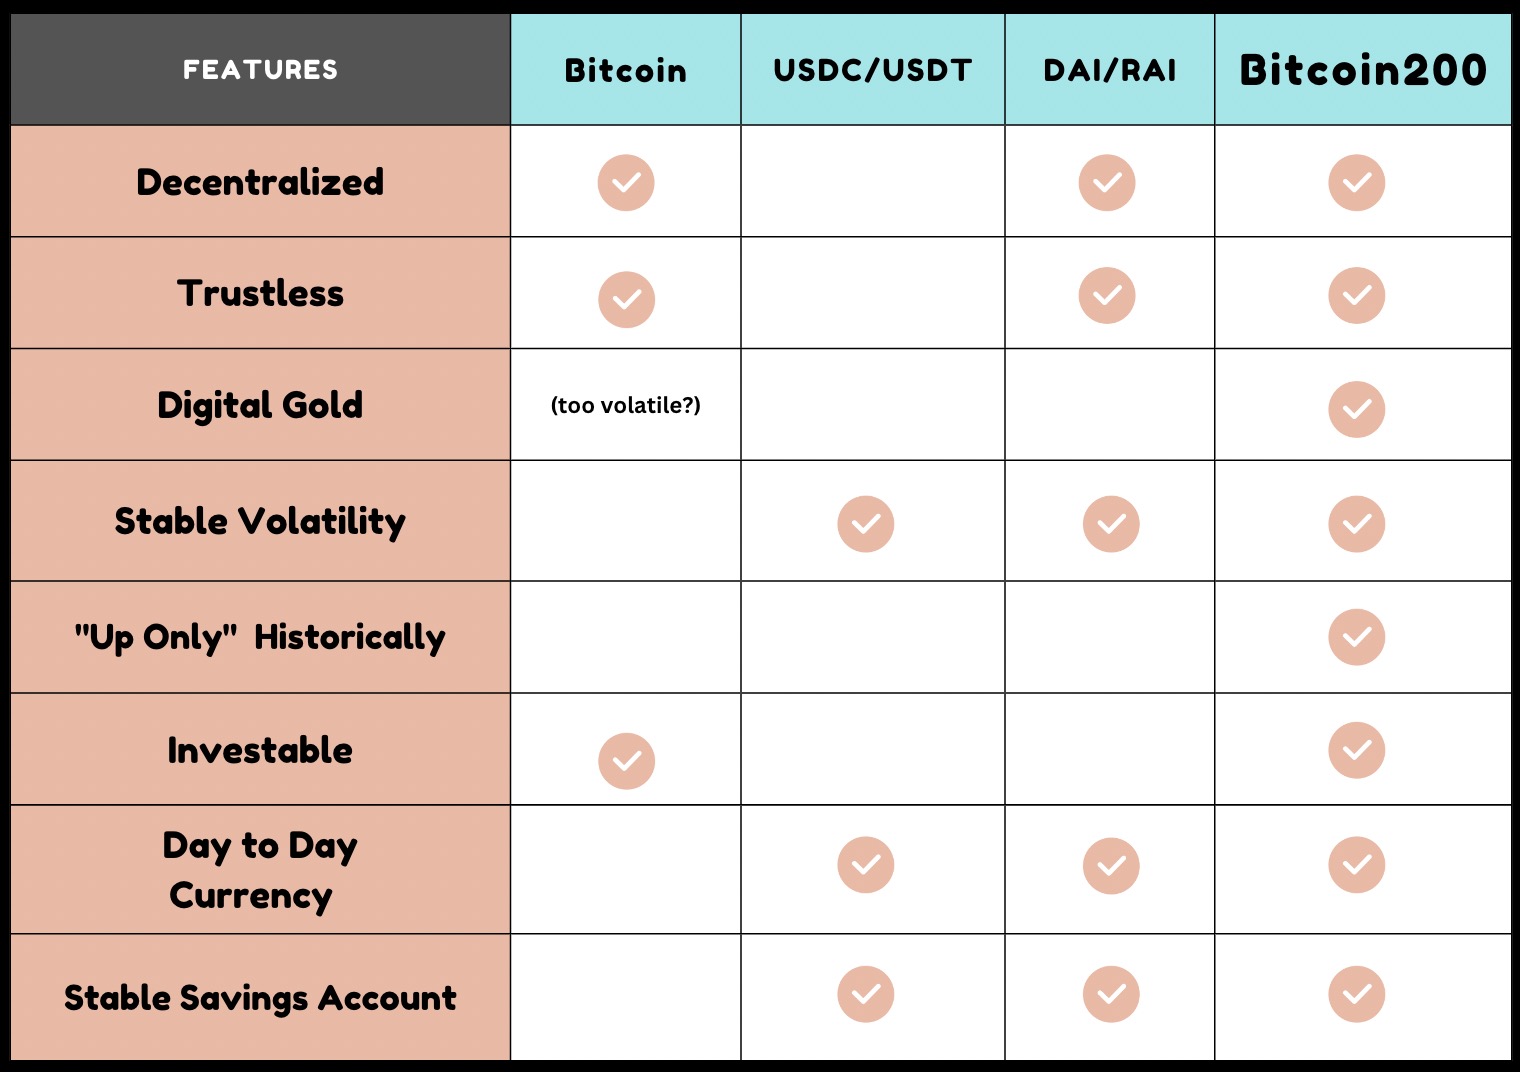 FEATURES Bitcoin USDC/USDT DAI/RAI Bitcoin200
Decentralized
Trustless
Digital Gold (too volatile?)
Stable Volatility
"Up Only" Historically
Investable
Day to Day
Currency
Stable Savings Account